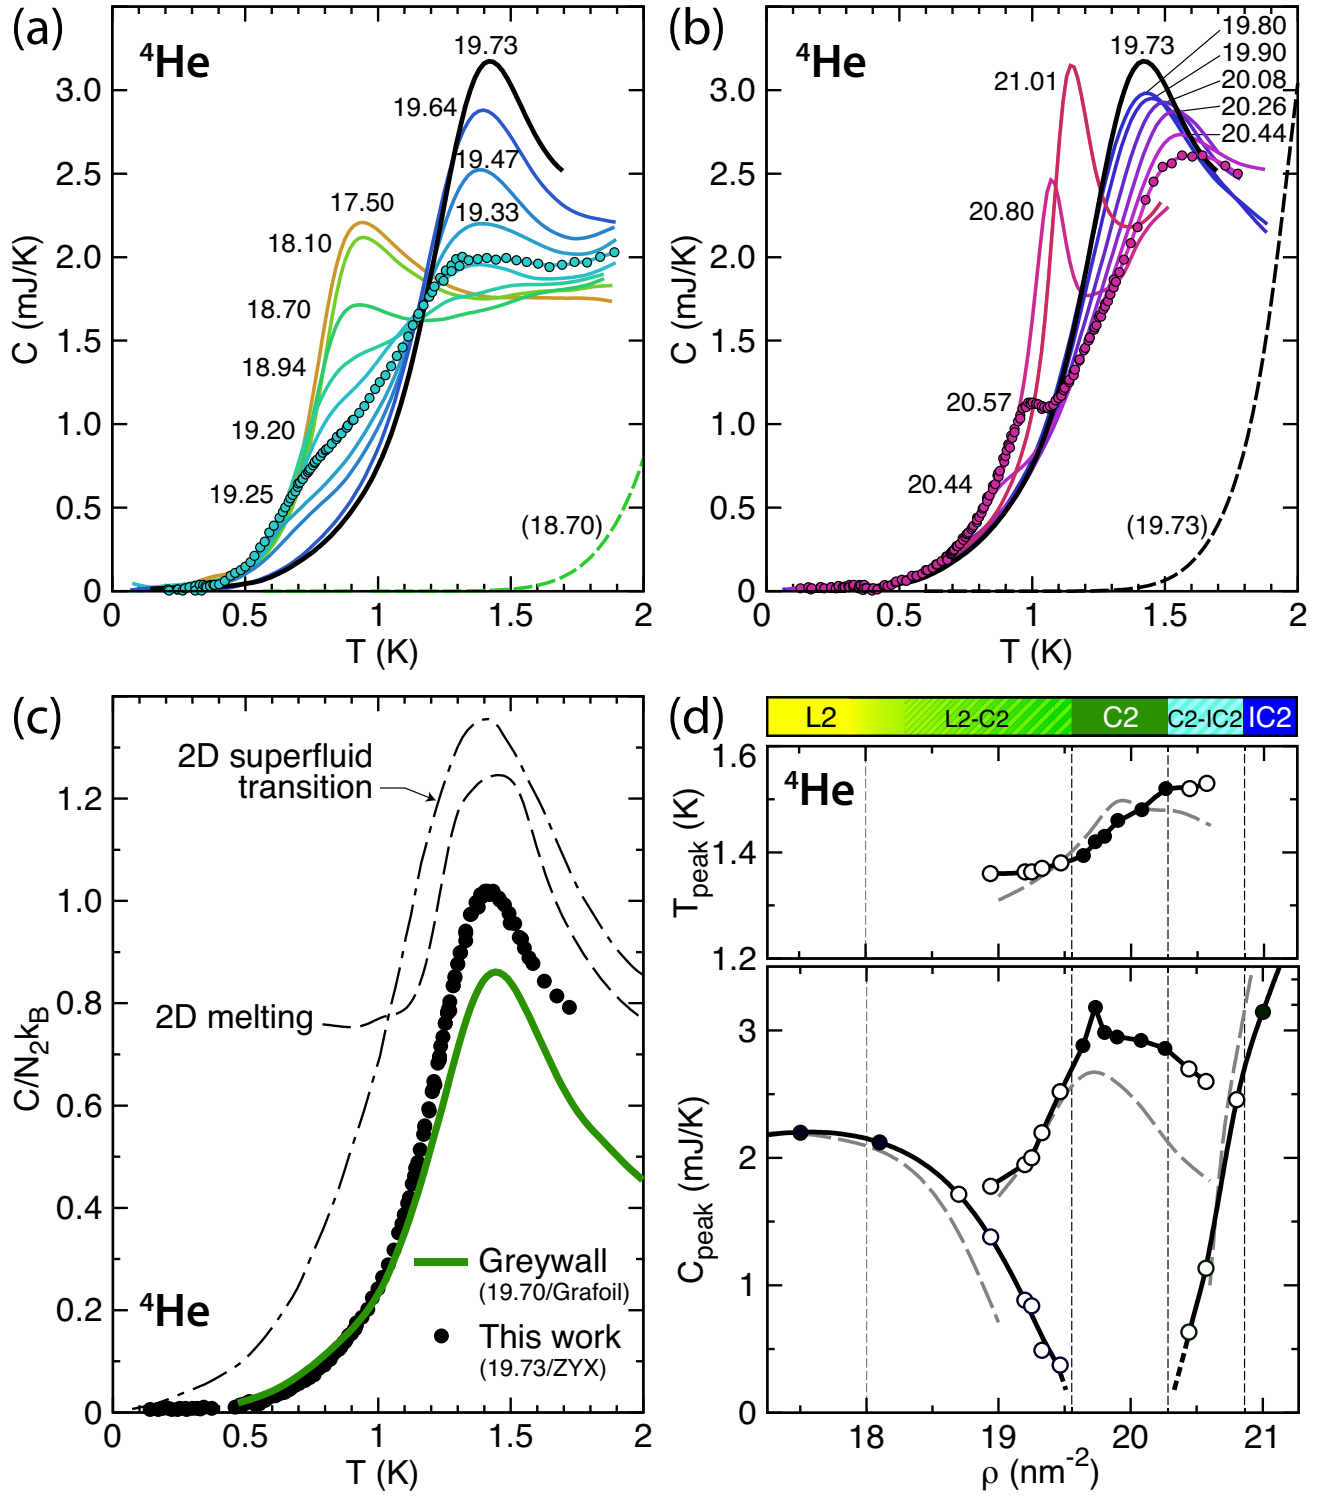 (a)
⁴He
19.73
19.64
19.47
19.33
17.50
18.10
18.70
18.94
19.20
19.25
(18.70)
3.0
2.5
2.0
1.5
1.0
0.5
0
C (mJ/K)
0 0.5 1 1.5 2
T (K)
(b)
⁴He
19.73
19.80
19.90
20.08
20.26
20.44
21.01
20.80
20.57
20.44
(19.73)
3.0
2.5
2.0
1.5
1.0
0.5
0
C (mJ/K)
0 0.5 1 1.5 2
T (K)
(c)
2D superfluid
transition
2D melting
⁴He
Greywall
(19.70/Grafoil)
This work
(19.73/ZYX)
1.2
1.0
0.8
0.6
0.4
0.2
0
C/N₂k_B
0 0.5 1 1.5 2
T (K)
(d)
L2 L2-C2 C2 C2-IC2 IC2
⁴He
1.6
1.4
1.2
T_peak (K)
3
2
1
0
C_peak (mJ/K)
18 19 20 21
ρ (nm⁻²)